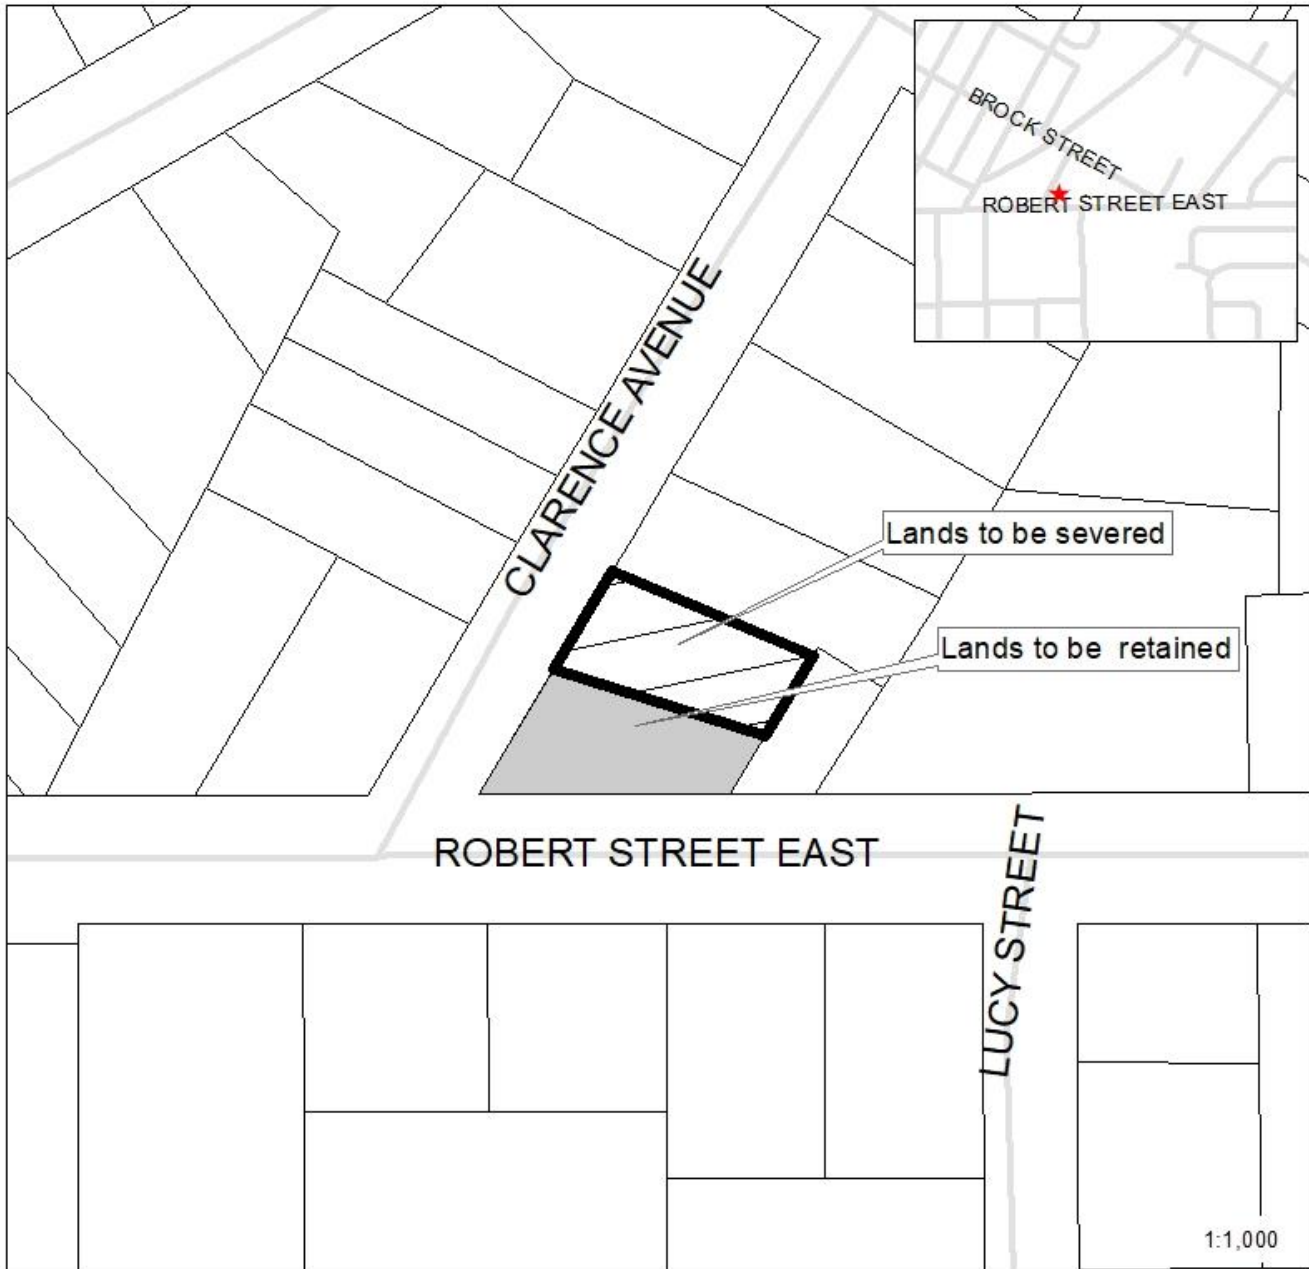 BROCK STREET
ROBERT STREET EAST
CLARENCE AVENUE
Lands to be severed
Lands to be retained
ROBERT STREET EAST
LUCY STREET
1:1,000